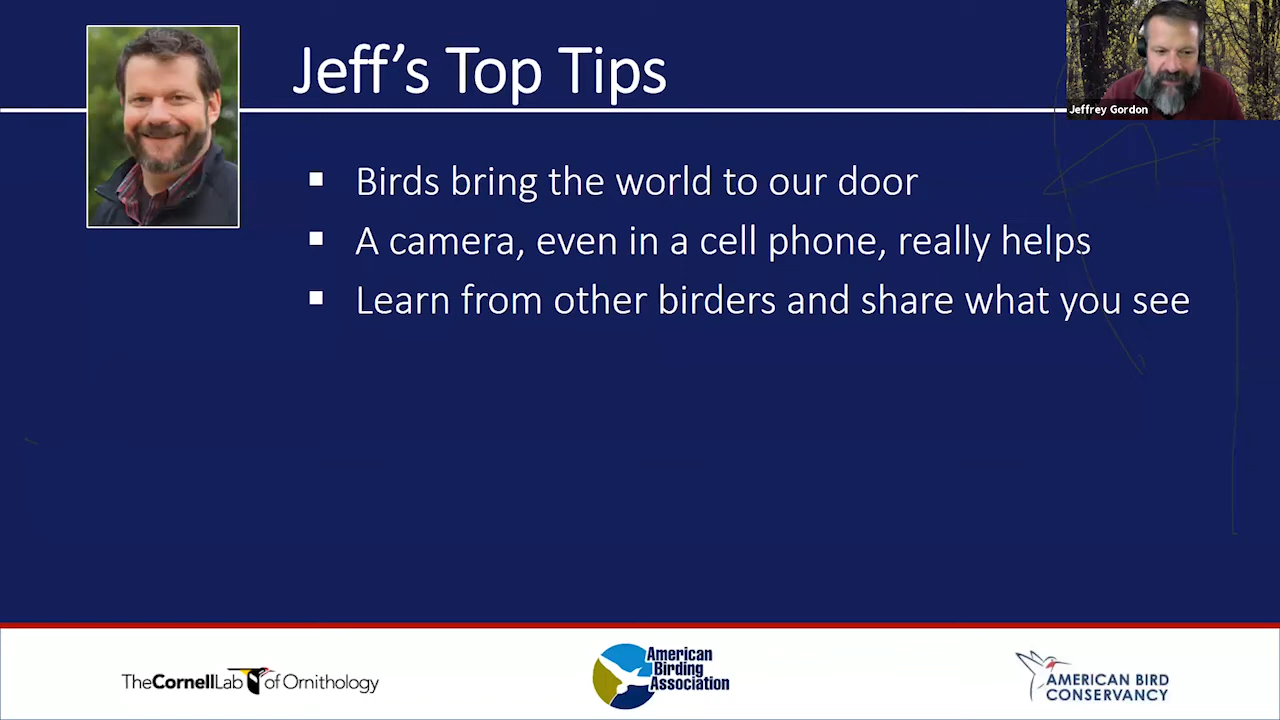 Jeff's Top Tips
Jeffrey Gordon
Birds bring the world to our door
A camera, even in a cell phone, really helps
Learn from other birders and share what you see
TheCornellLab of Ornithology
American
Birding
Association
AMERICAN BIRD
CONSERVANCY